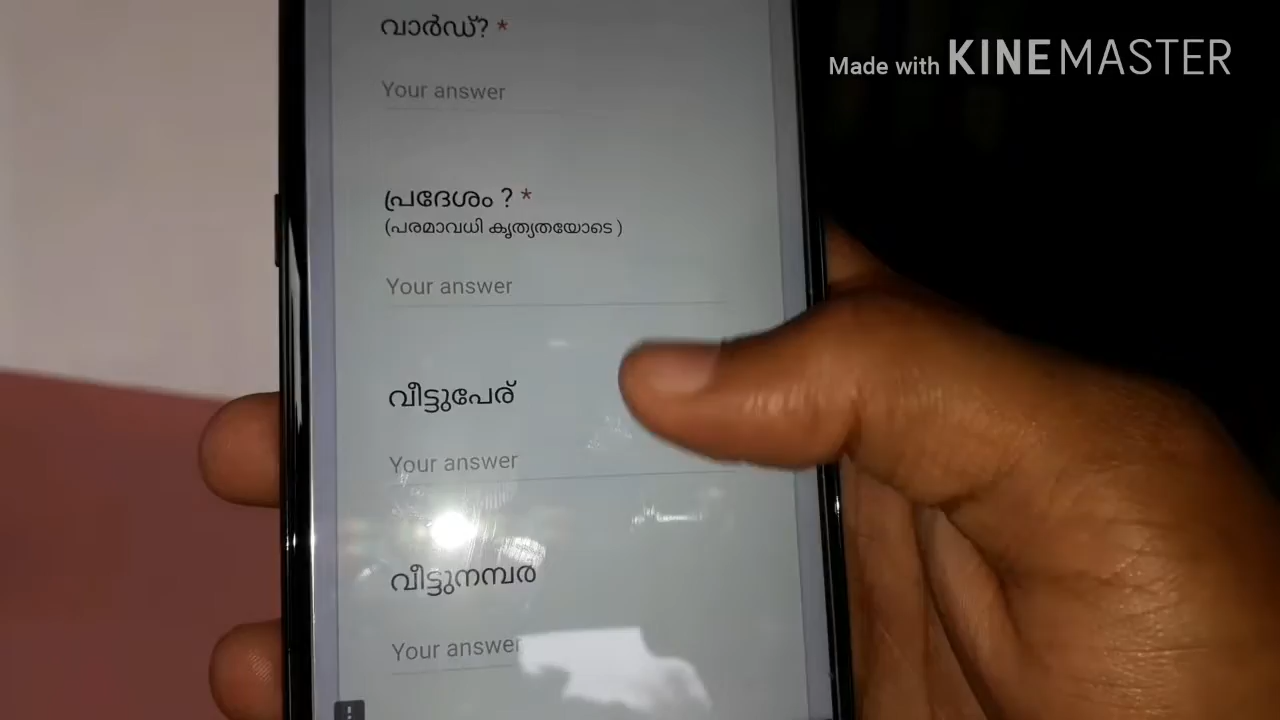 വാർഡ്? *
Made with KINEMASTER
Your answer
പ്രദേശം ? *
(പരമാവധി കൃത്യതയോടെ )
Your answer
വീട്ടുപേര്
Your answer
വീട്ടുനമ്പര
Your answer